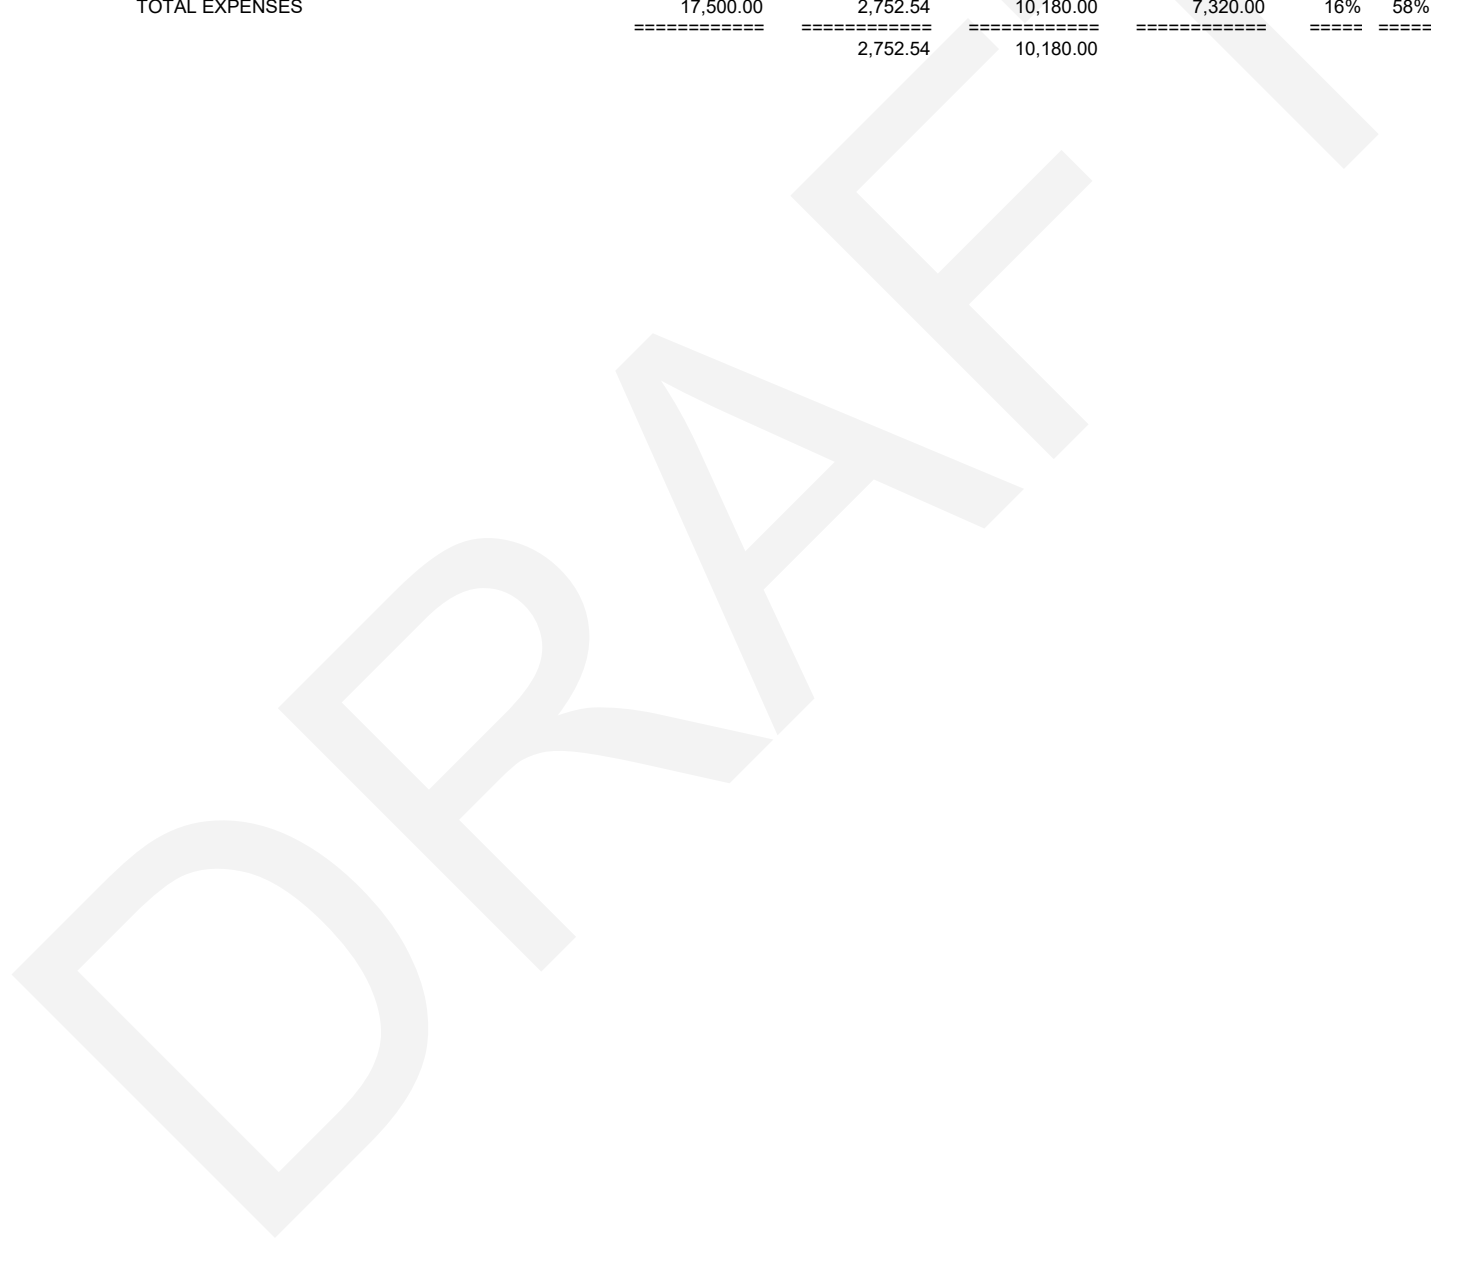 TOTAL EXPENSES 17,500.00 2,752.54 10,180.00 7,320.00 16% 58%
============ ============ ============ ============ ===== =====
2,752.54 10,180.00
DRAFT